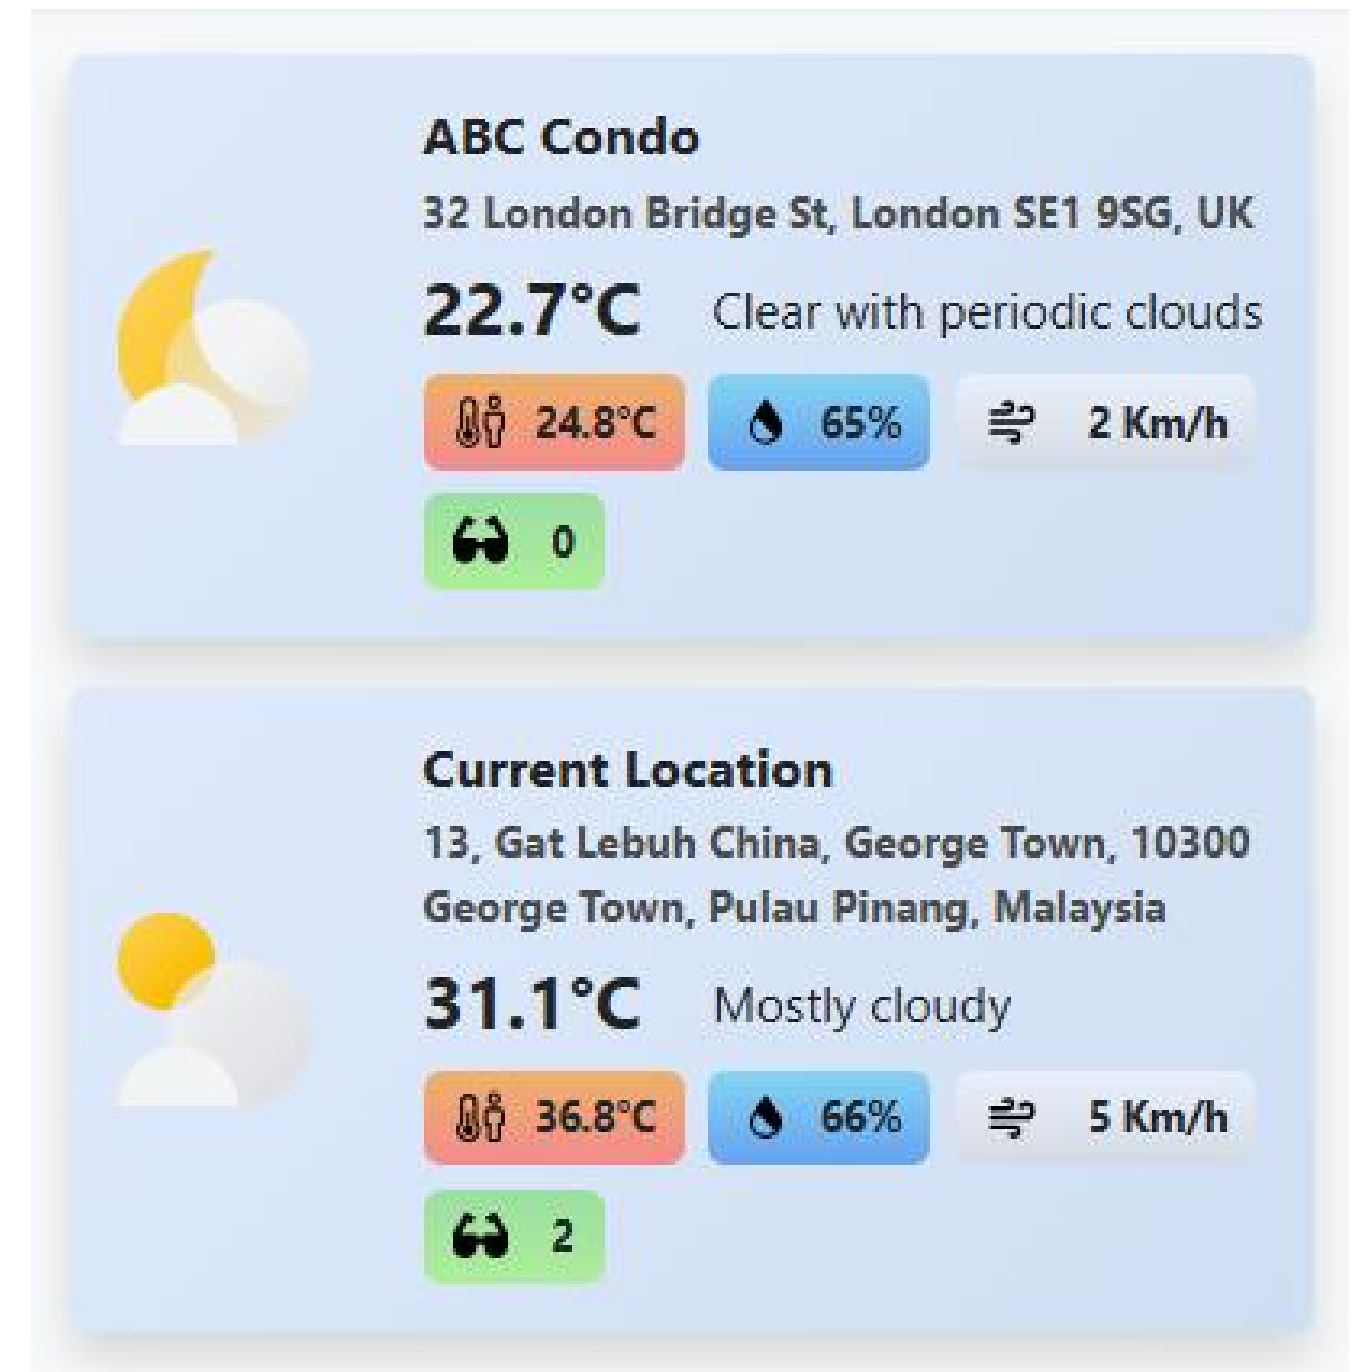 ABC Condo
32 London Bridge St, London SE1 9SG, UK
22.7°C Clear with periodic clouds
24.8°C 65% 2 Km/h
0
Current Location
13, Gat Lebuh China, George Town, 10300
George Town, Pulau Pinang, Malaysia
31.1°C Mostly cloudy
36.8°C 66% 5 Km/h
2